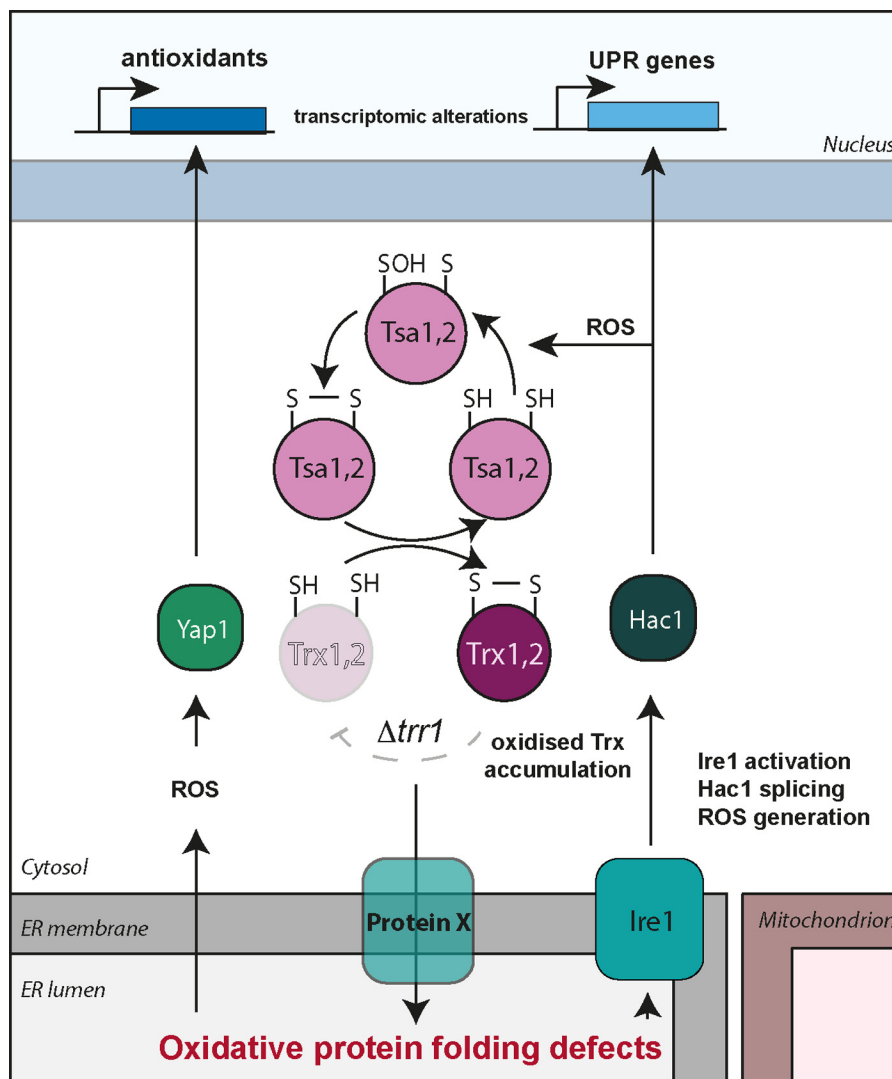 antioxidants
UPR genes
transcriptomic alterations
Nucleus
SOH S
Tsa1,2
ROS
S — S
SH SH
Tsa1,2
Tsa1,2
SH SH
S — S
Yap1
Trx1,2
Trx1,2
Hac1
Δtrr1
oxidised Trx
accumulation
Ire1 activation
Hac1 splicing
ROS generation
ROS
Cytosol
ER membrane
Protein X
Ire1
Mitochondrion
ER lumen
Oxidative protein folding defects